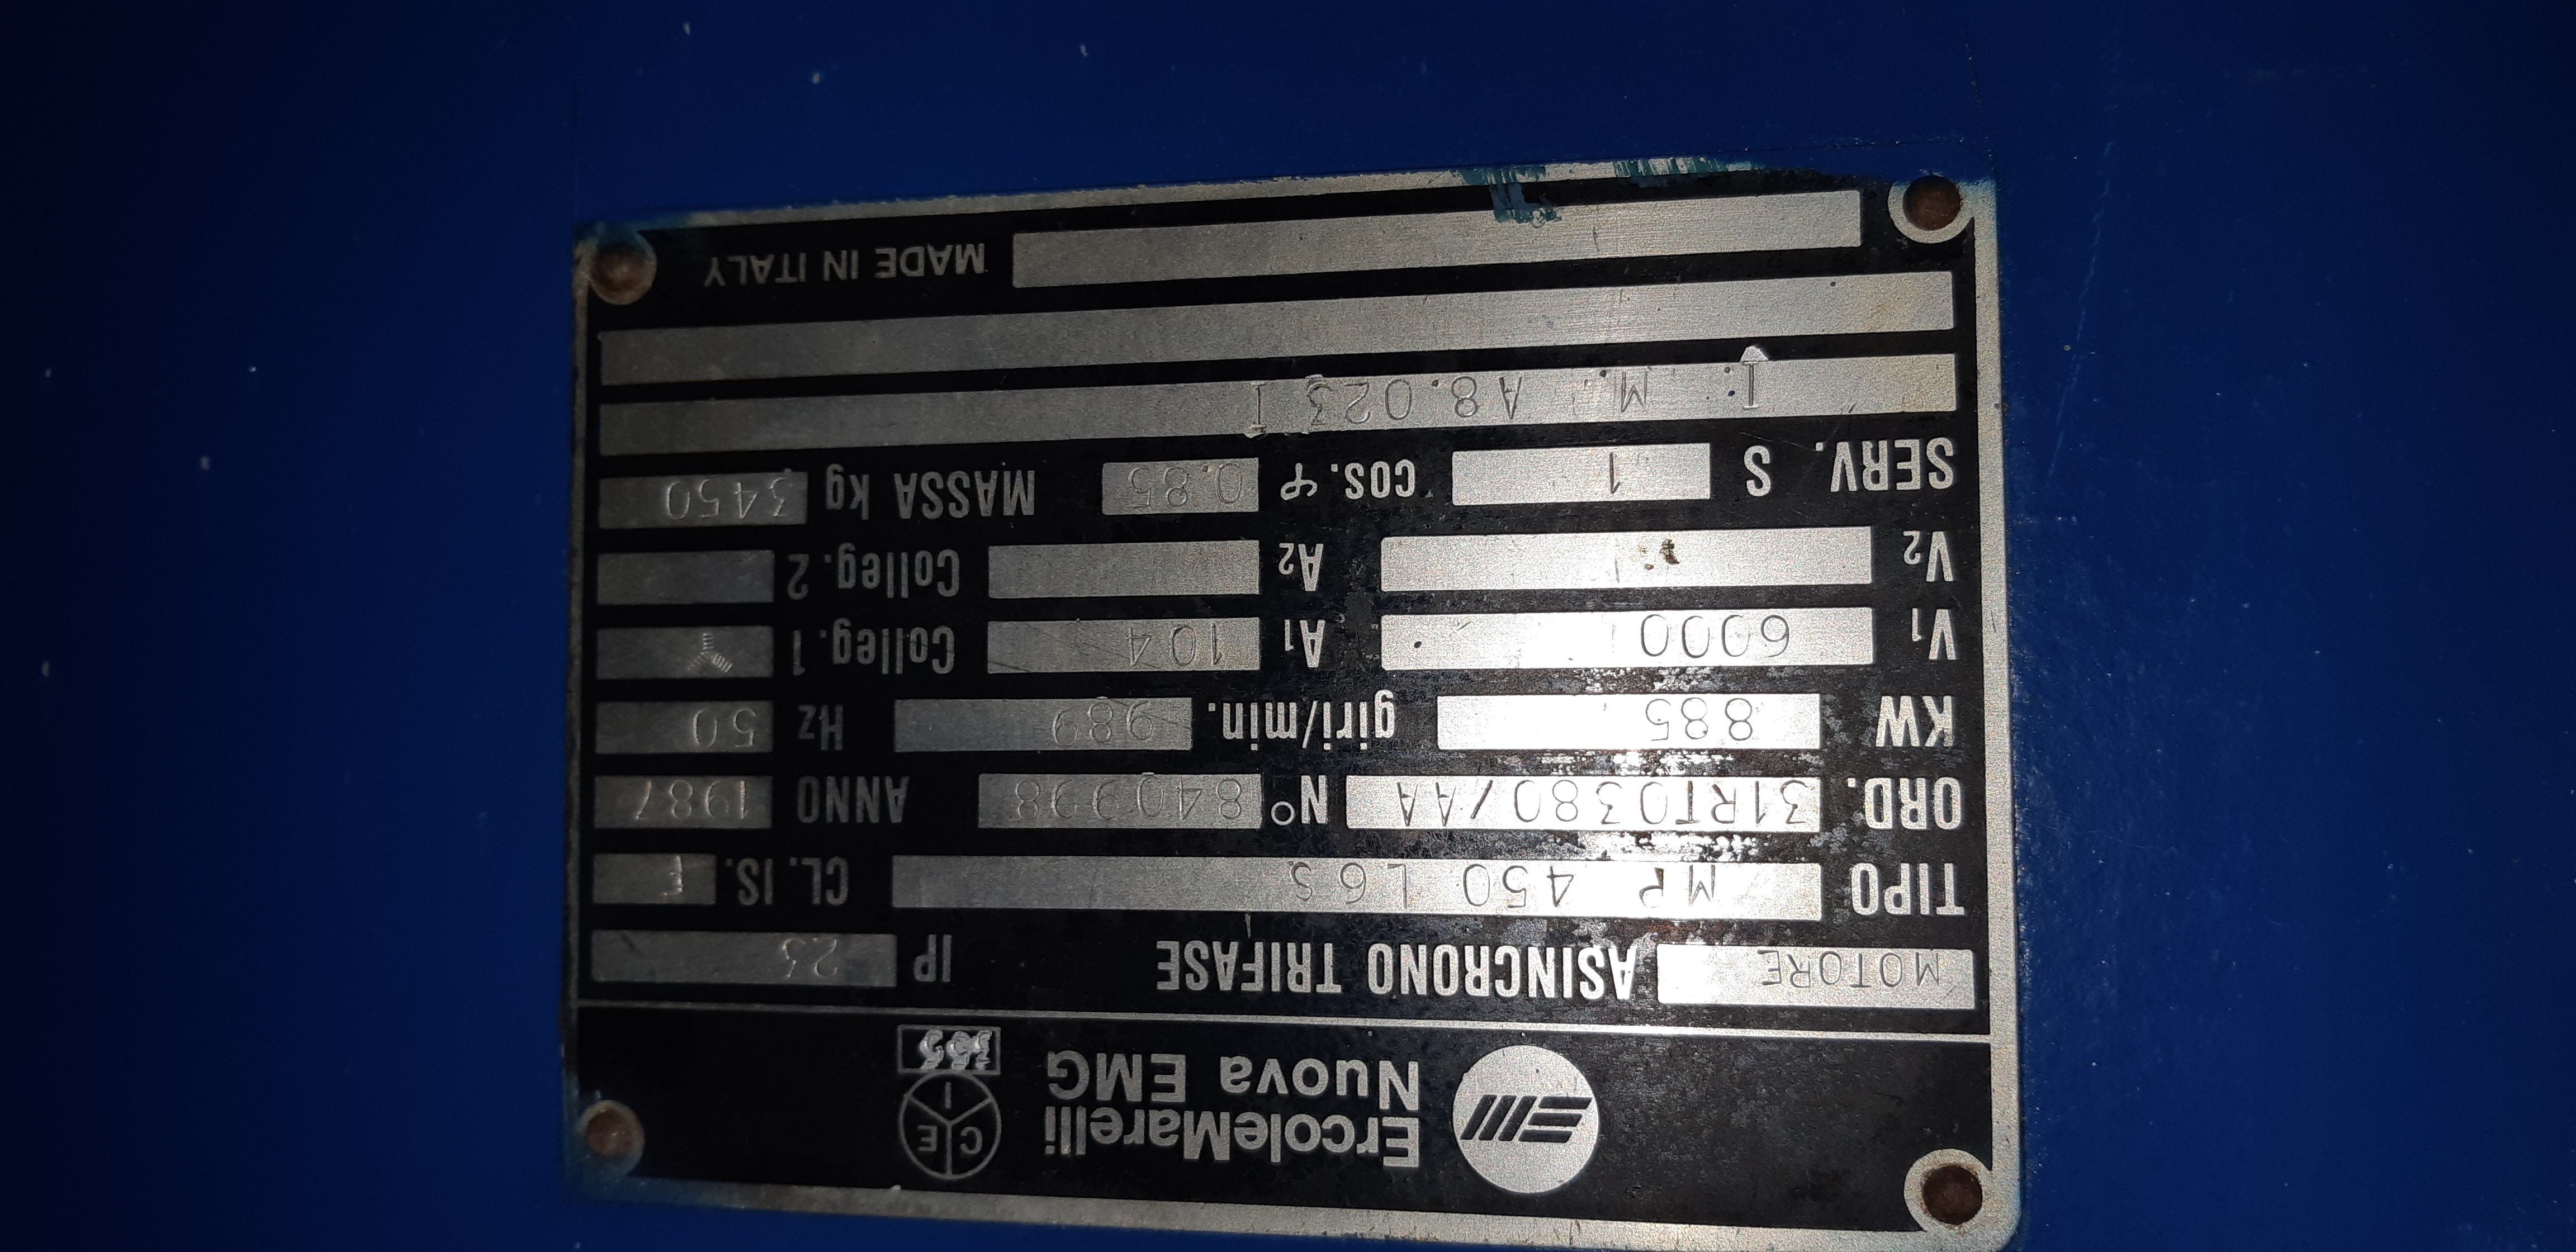 ErcoleMarelli
Nuova EMG
CEI
MOTORE ASINCRONO TRIFASE IP 23
TIPO MP 450 L6S CL. IS. F
ORD. 31RT0380/AA N° 840998 ANNO 1987
KW 885 giri/min. 989 Hz 50
V1 6000 A1 104 Colleg. 1
V2 A2 Colleg. 2
SERV. S 1 cos. φ 0.85 MASSA kg 3450
I. M. A8.023 I
MADE IN ITALY